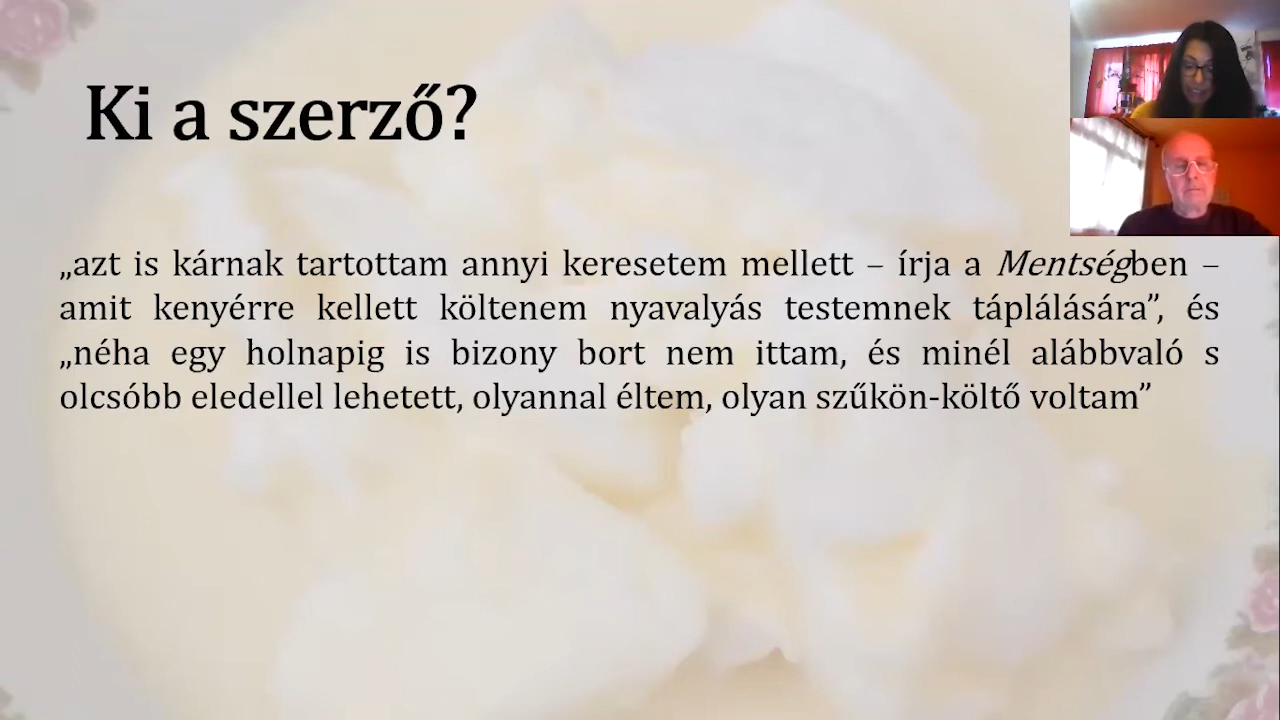 Ki a szerző?
„azt is kárnak tartottam annyi keresetem mellett – írja a Mentségben –
amit kenyérre kellett költenem nyavalyás testemnek táplálására”, és
„néha egy holnapig is bizony bort nem ittam, és minél alábbvaló s
olcsóbb eledellel lehetett, olyannal éltem, olyan szűkön-költő voltam”